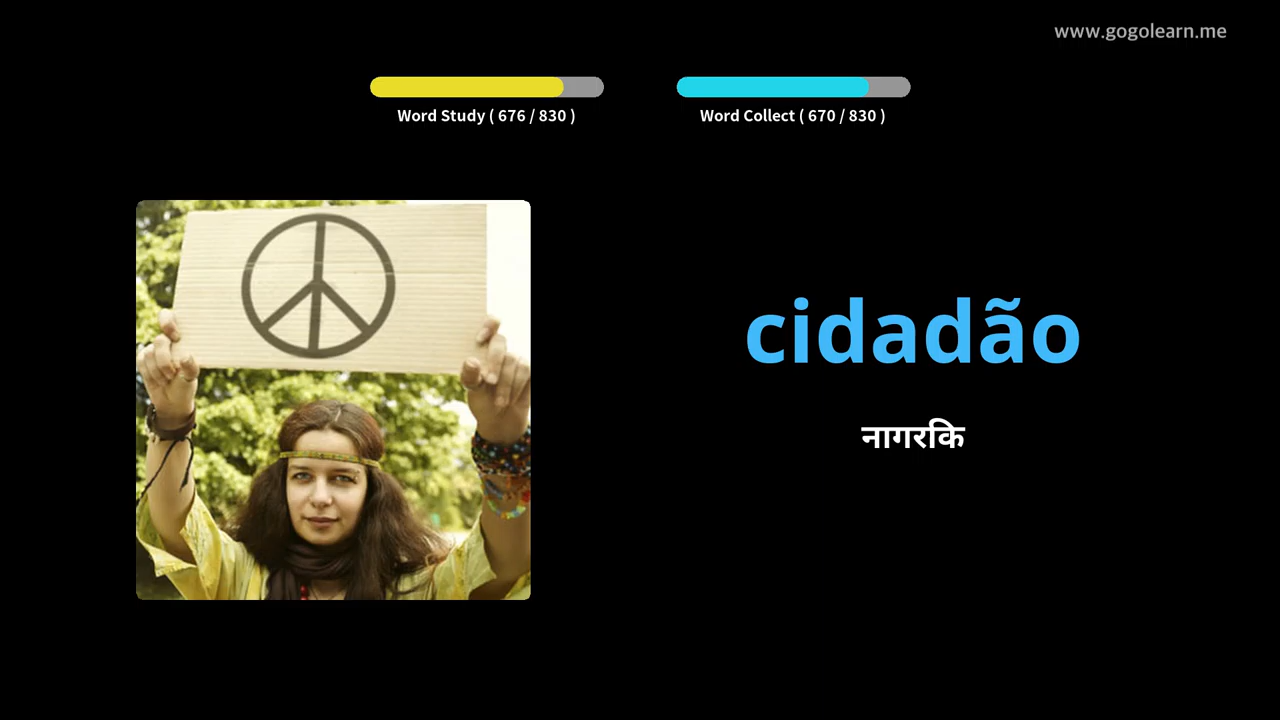 www.gogolearn.me
Word Study ( 676 / 830 )
Word Collect ( 670 / 830 )
cidadão
नागरकि